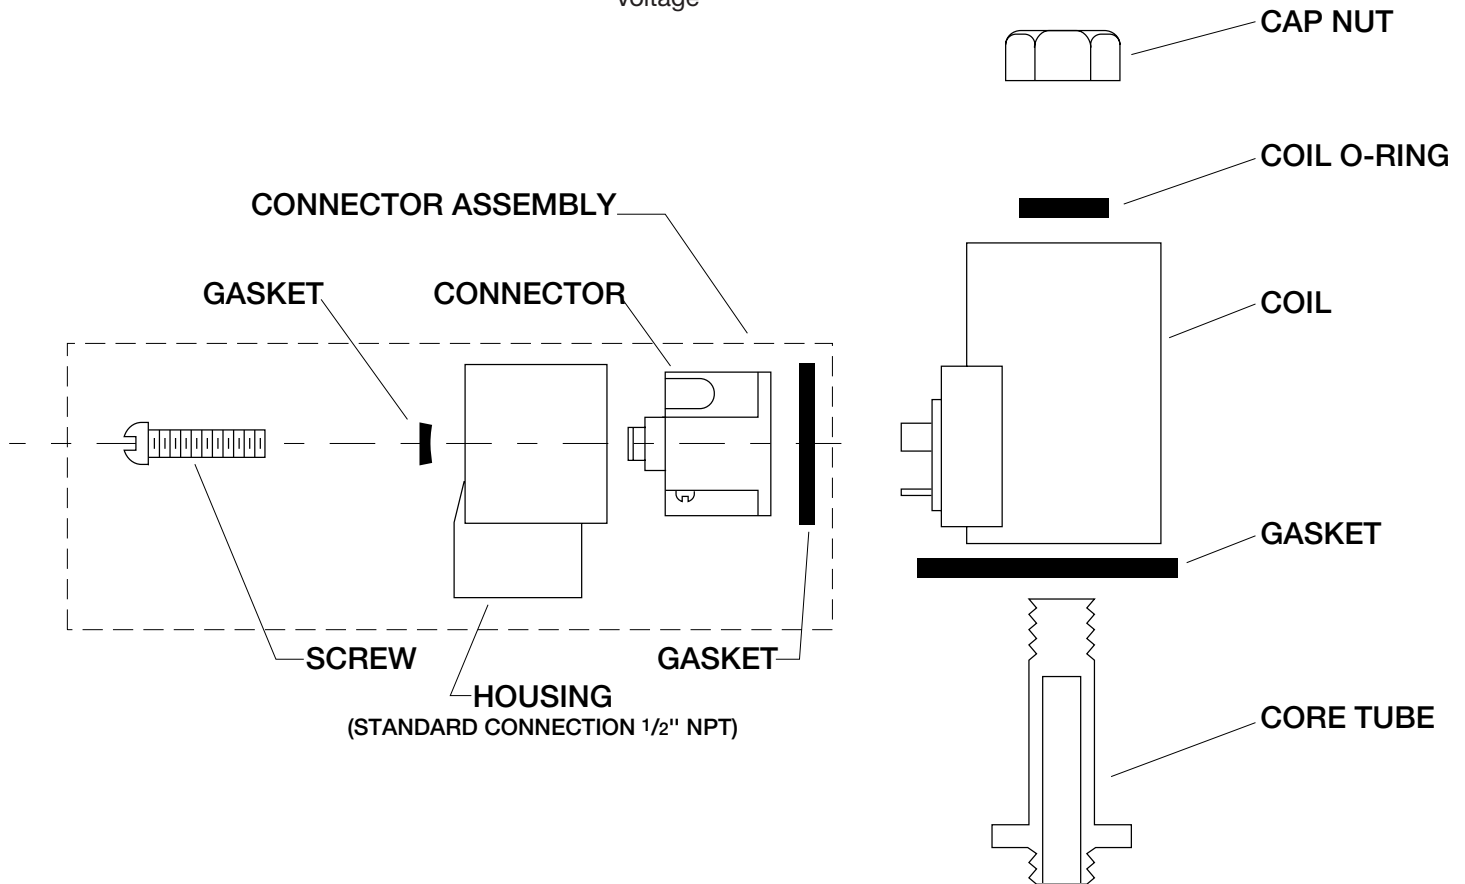 voltage
CAP NUT
COIL O-RING
CONNECTOR ASSEMBLY
GASKET
CONNECTOR
COIL
GASKET
SCREW
GASKET
HOUSING
(STANDARD CONNECTION 1/2" NPT)
CORE TUBE